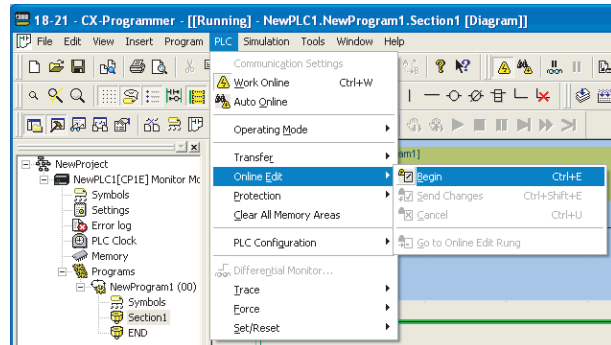 18-21 - CX-Programmer - [[Running] - NewPLC1.NewProgram1.Section1 [Diagram]]
File Edit View Insert Program PLC Simulation Tools Window Help
Communication Settings
Work Online Ctrl+W
Auto Online
Operating Mode
Transfer
Online Edit
Protection
Clear All Memory Areas
PLC Configuration
Differential Monitor...
Trace
Force
Set/Reset
Begin Ctrl+E
Send Changes Ctrl+Shift+E
Cancel Ctrl+U
Go to Online Edit Rung
NewProject
NewPLC1[CP1E] Monitor Mo
Symbols
Settings
Error log
PLC Clock
Memory
Programs
NewProgram1 (00)
Symbols
Section1
END